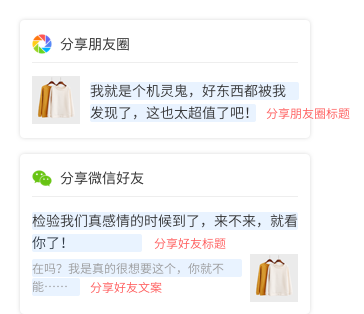 分享朋友圈
我就是个机灵鬼，好东西都被我
发现了，这也太超值了吧！ 分享朋友圈标题
分享微信好友
检验我们真感情的时候到了，来不来，就看
你了！ 分享好友标题
在吗？我是真的很想要这个，你就不
能…… 分享好友文案